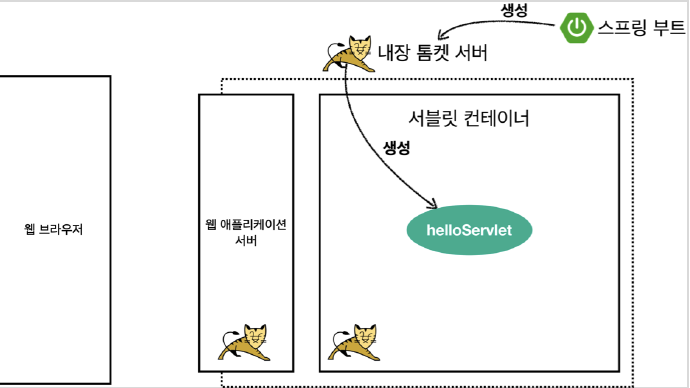 생성
스프링 부트
내장 톰켓 서버
서블릿 컨테이너
생성
웹 브라우저
웹 애플리케이션
서버
helloServlet